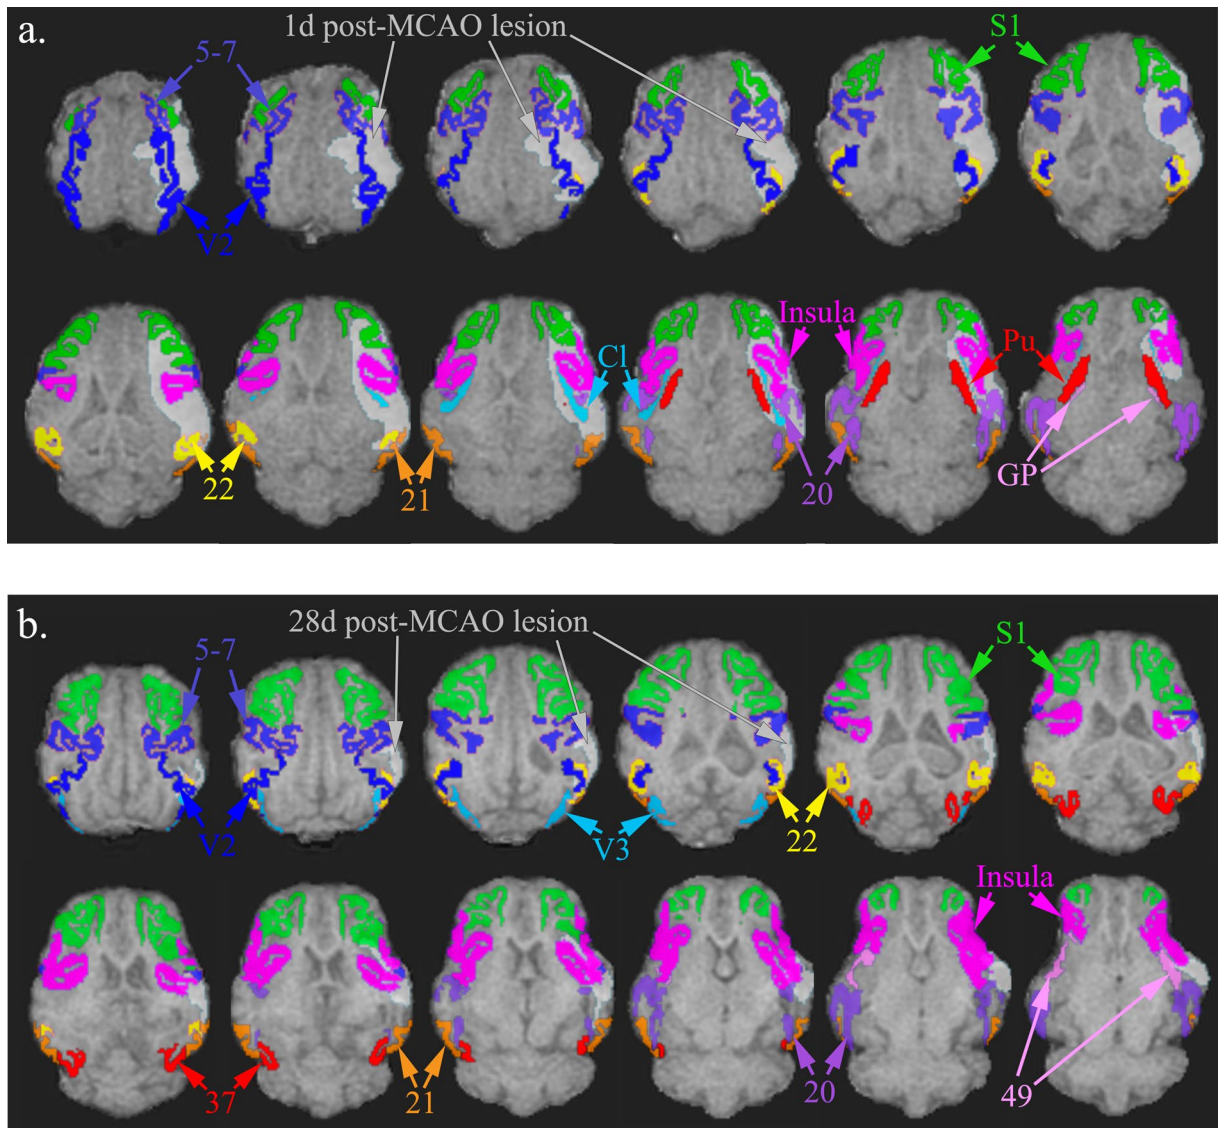 a.
1d post-MCAO lesion
S1
5-7
V2
Insula
Cl
Pu
22
21
20
GP
b.
28d post-MCAO lesion
S1
5-7
V2
V3
22
Insula
37
21
20
49